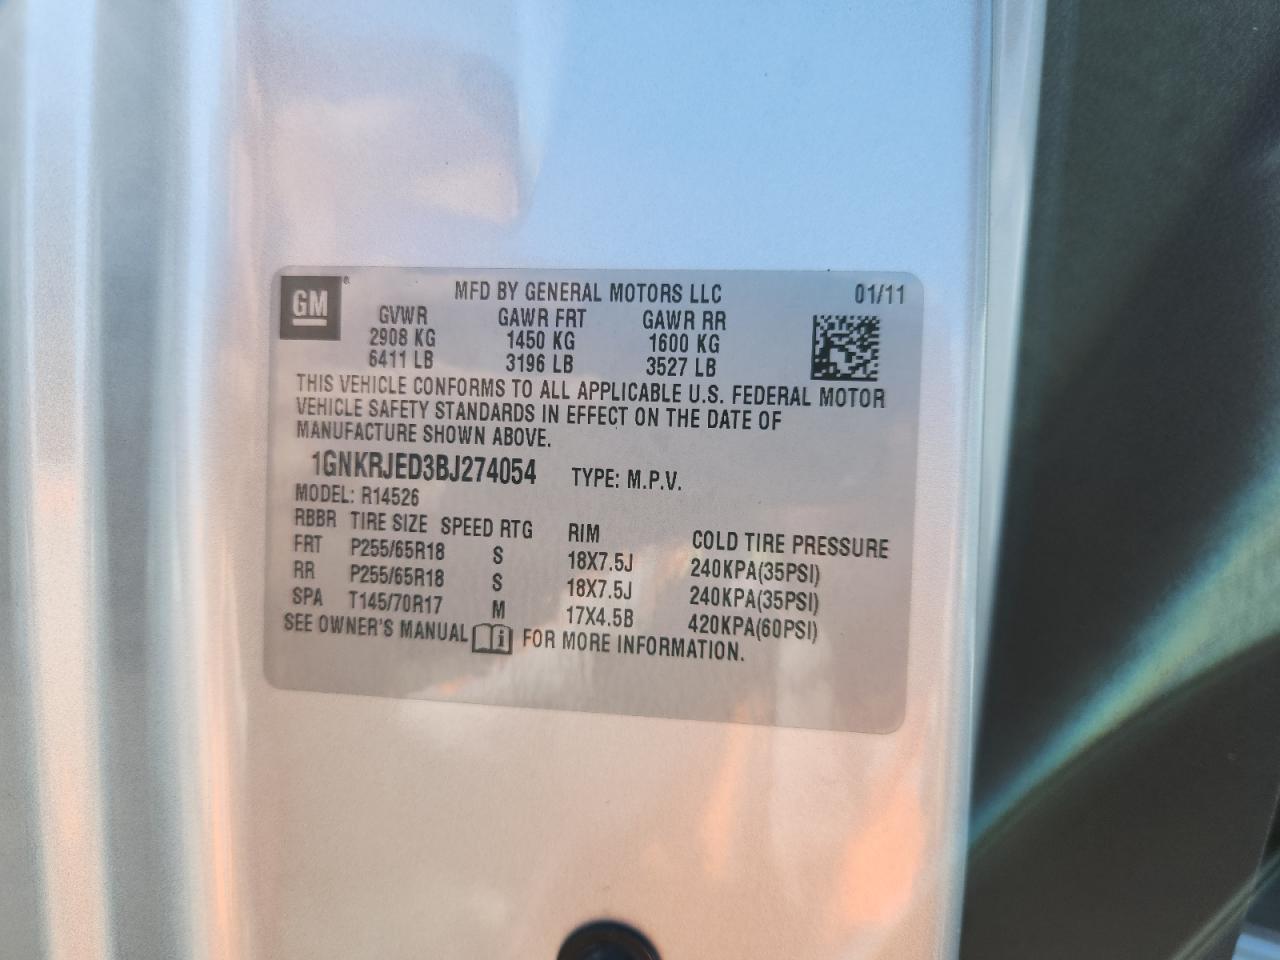 GM® MFD BY GENERAL MOTORS LLC 01/11
GVWR GAWR FRT GAWR RR
2908 KG 1450 KG 1600 KG
6411 LB 3196 LB 3527 LB
THIS VEHICLE CONFORMS TO ALL APPLICABLE U.S. FEDERAL MOTOR
VEHICLE SAFETY STANDARDS IN EFFECT ON THE DATE OF
MANUFACTURE SHOWN ABOVE.
1GNKRJED3BJ274054 TYPE: M.P.V.
MODEL: R14526
RBBR TIRE SIZE SPEED RTG RIM COLD TIRE PRESSURE
FRT P255/65R18 S 18X7.5J 240KPA(35PSI)
RR P255/65R18 S 18X7.5J 240KPA(35PSI)
SPA T145/70R17 M 17X4.5B 420KPA(60PSI)
SEE OWNER'S MANUAL i FOR MORE INFORMATION.